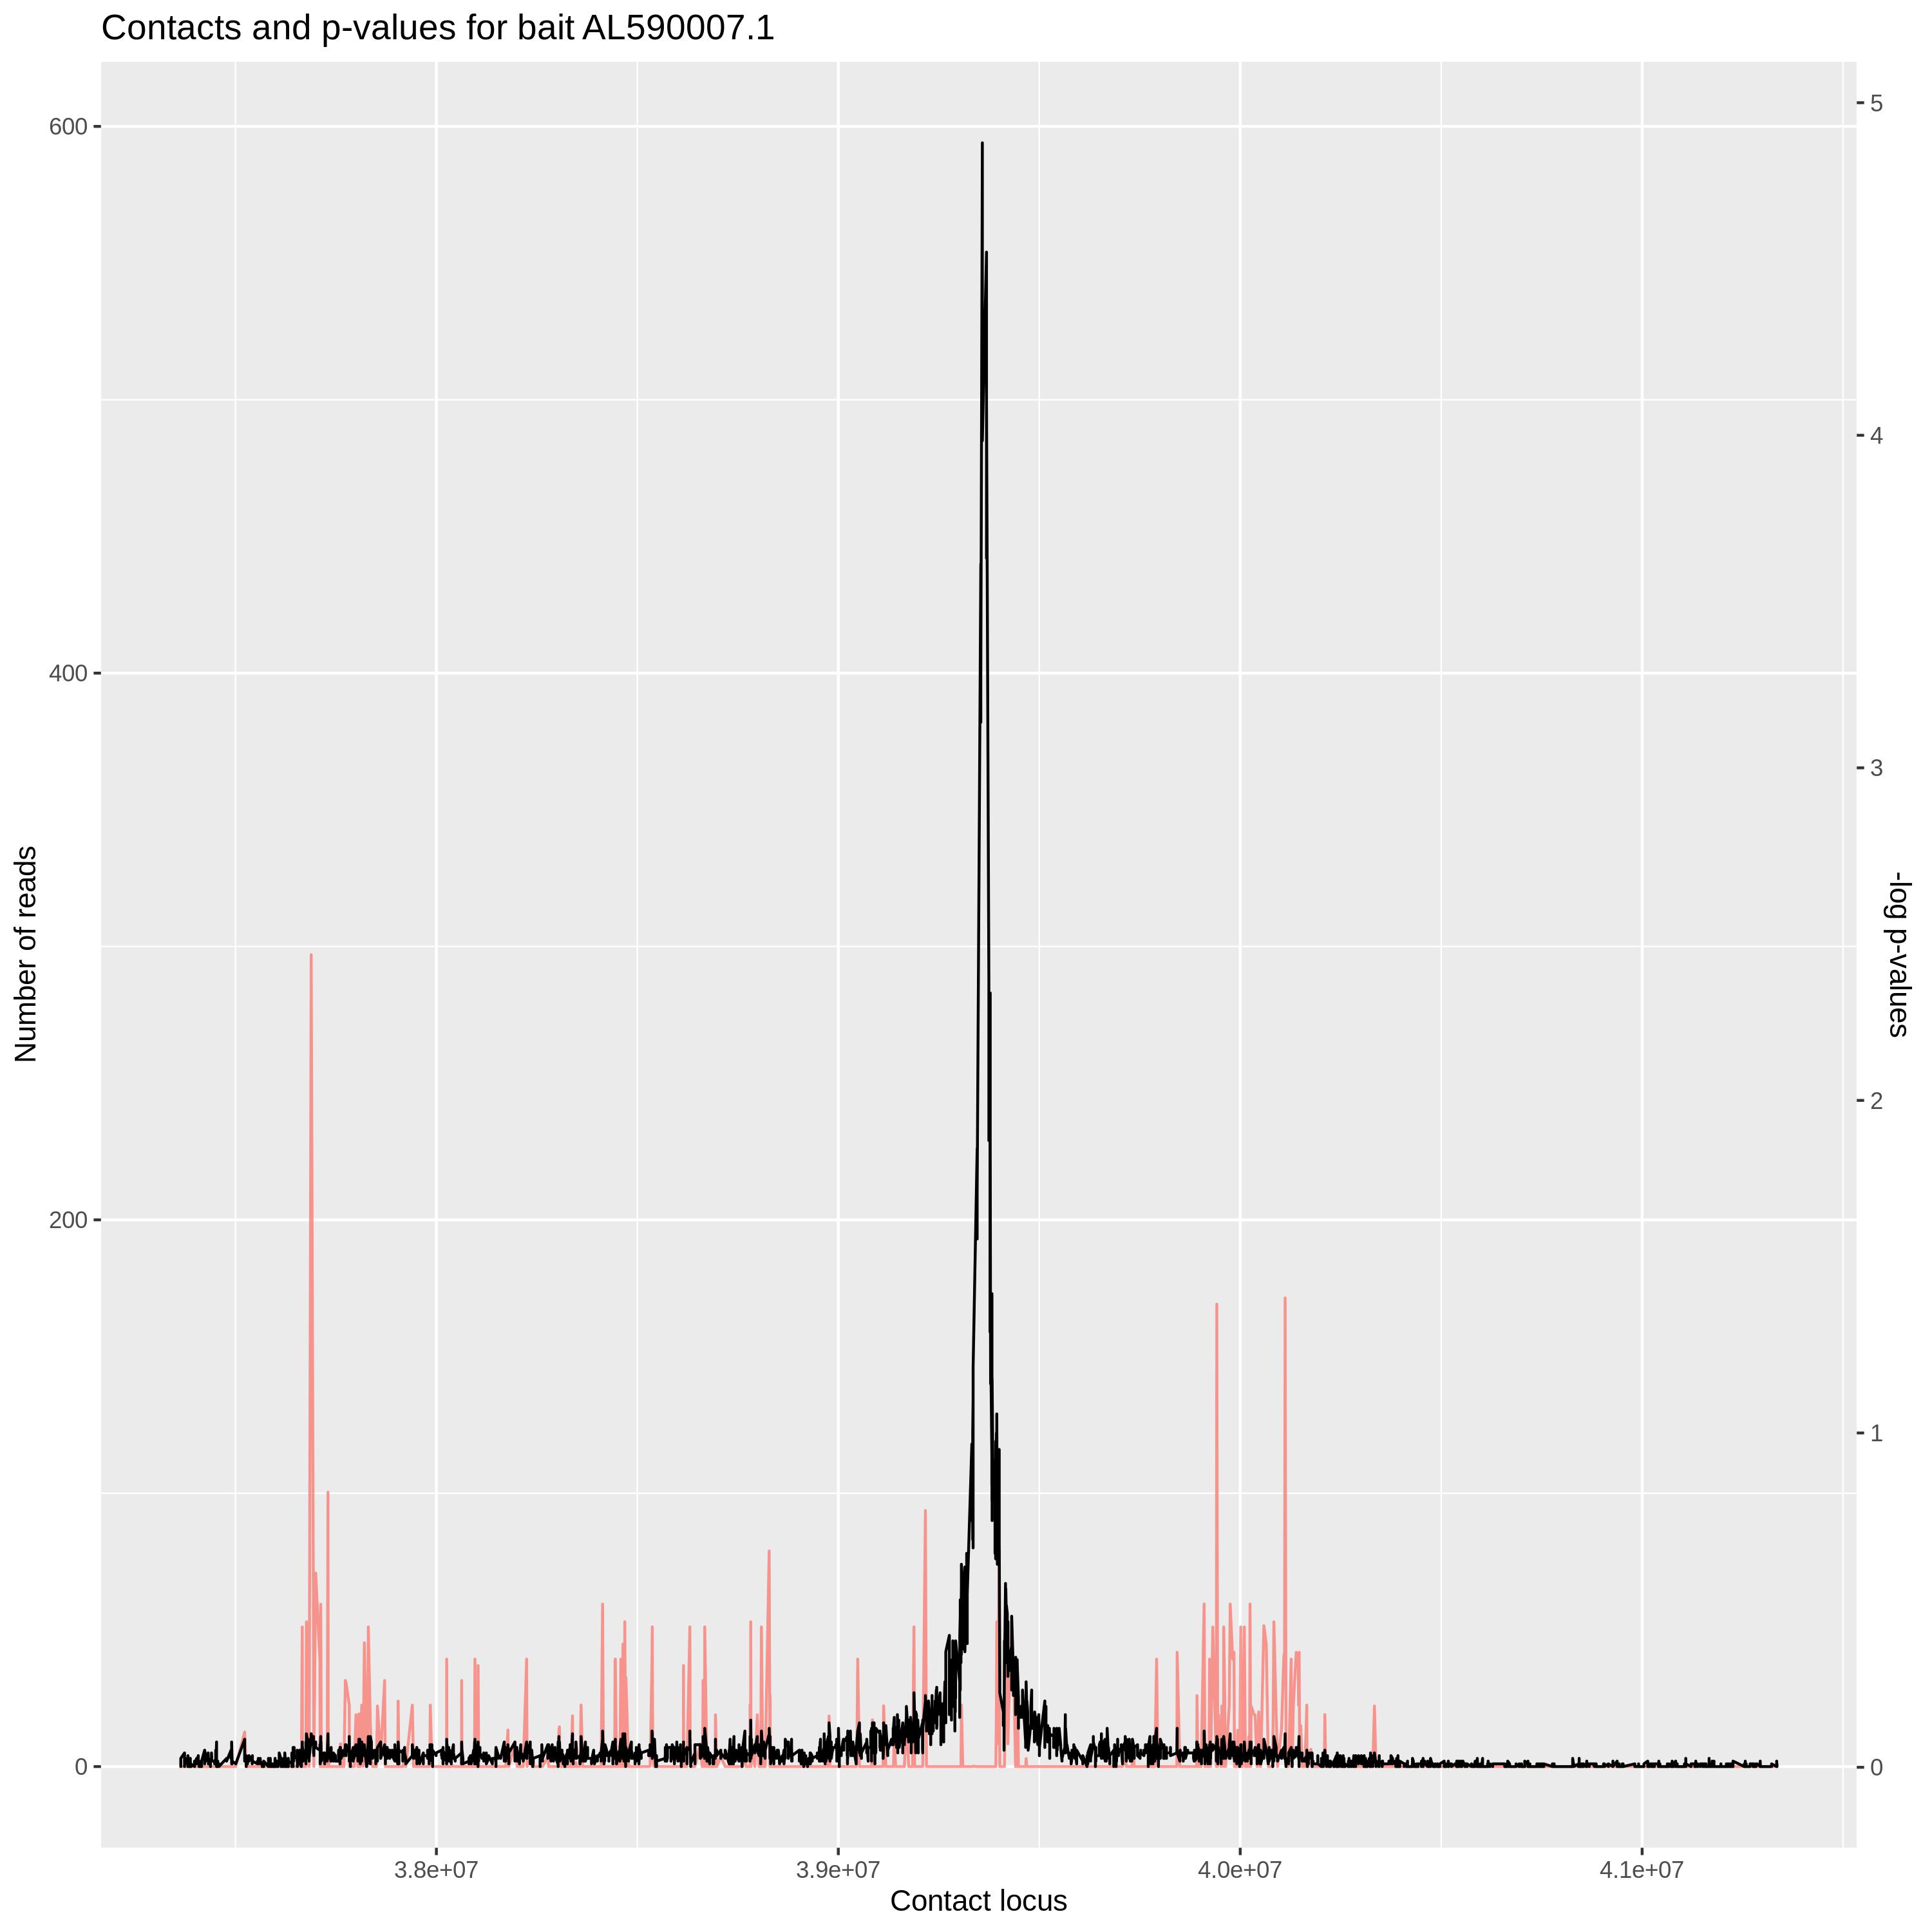 Contacts and p-values for bait AL590007.1
600
400
200
0
Number of reads
5
4
3
2
1
0
-log p-values
3.8e+07
3.9e+07
4.0e+07
4.1e+07
Contact locus